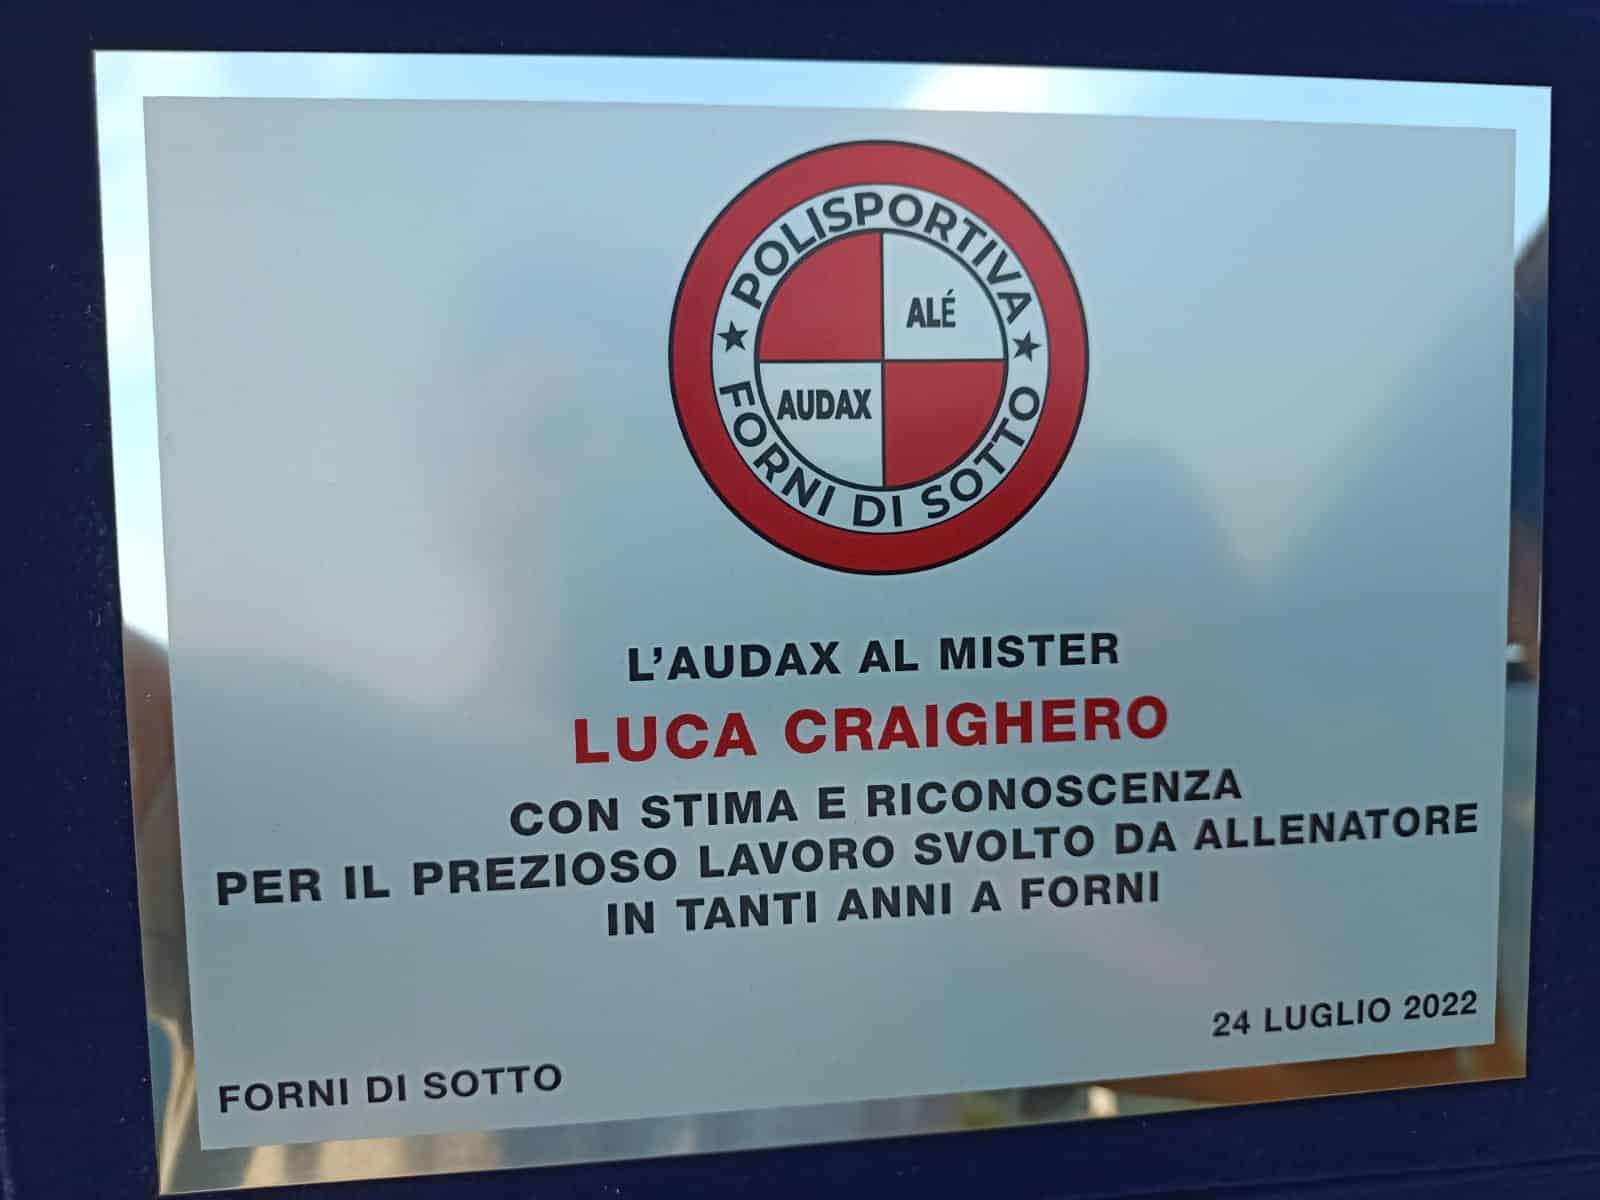 POLISPORTIVA
ALÉ
AUDAX
FORNI DI SOTTO
L'AUDAX AL MISTER
LUCA CRAIGHERO
CON STIMA E RICONOSCENZA
PER IL PREZIOSO LAVORO SVOLTO DA ALLENATORE
IN TANTI ANNI A FORNI
24 LUGLIO 2022
FORNI DI SOTTO